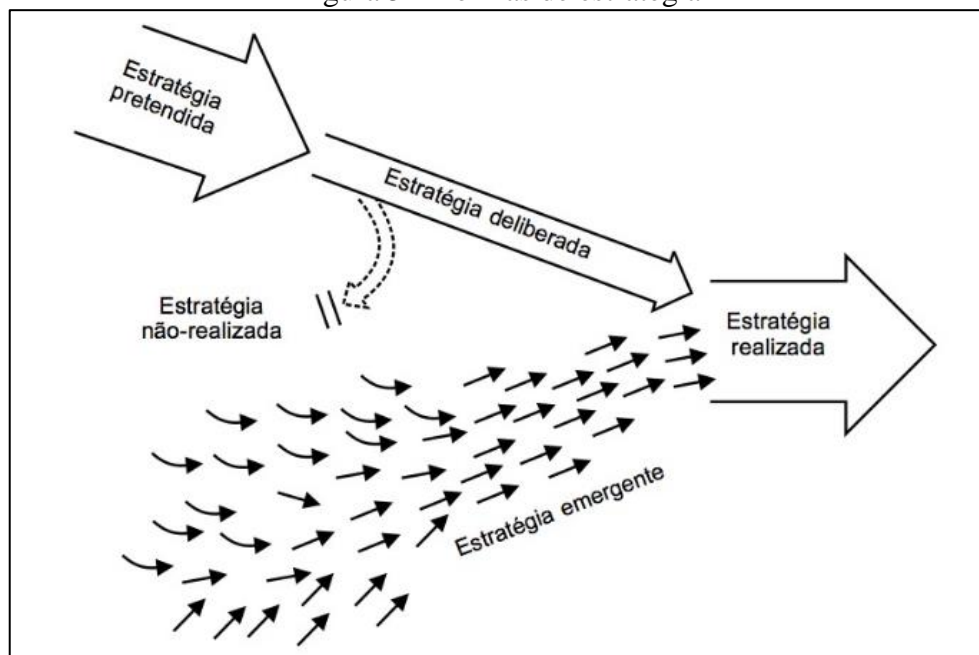 Estratégia
pretendida
Estratégia deliberada
Estratégia
não-realizada
Estratégia
realizada
Estratégia emergente